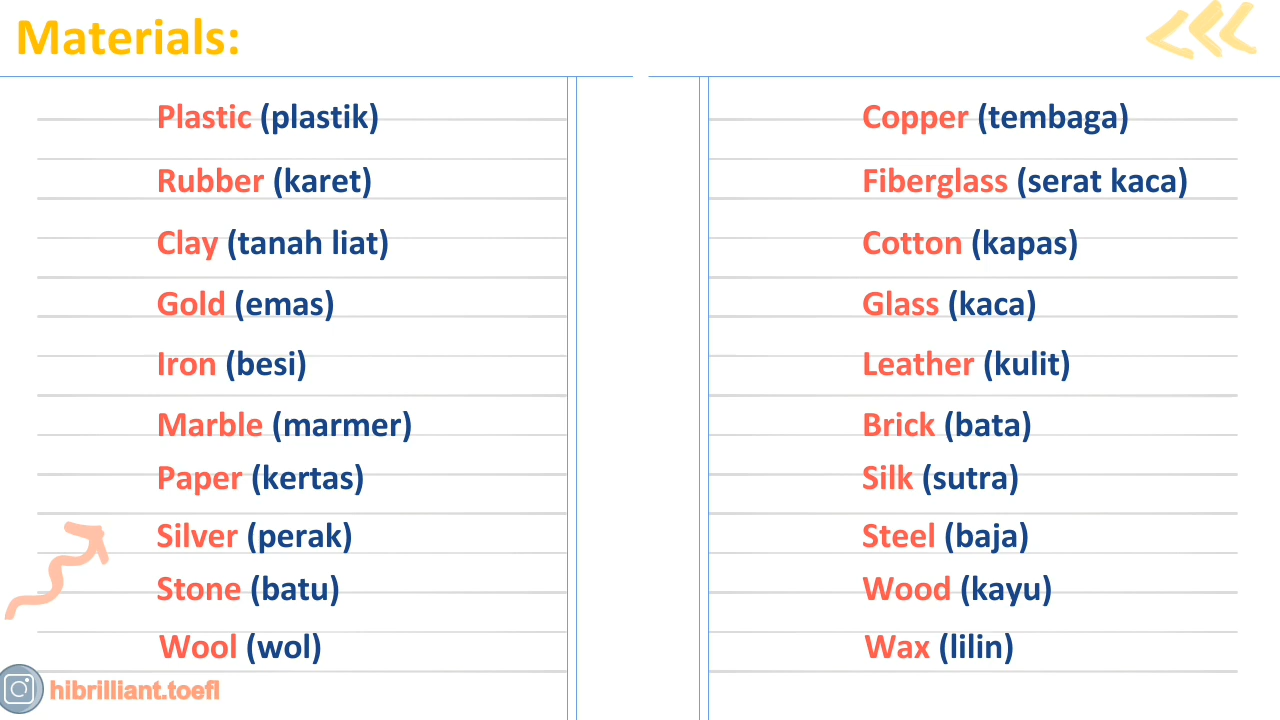 Materials:
Plastic (plastik)
Rubber (karet)
Clay (tanah liat)
Gold (emas)
Iron (besi)
Marble (marmer)
Paper (kertas)
Silver (perak)
Stone (batu)
Wool (wol)
Copper (tembaga)
Fiberglass (serat kaca)
Cotton (kapas)
Glass (kaca)
Leather (kulit)
Brick (bata)
Silk (sutra)
Steel (baja)
Wood (kayu)
Wax (lilin)
hibrilliant.toefl